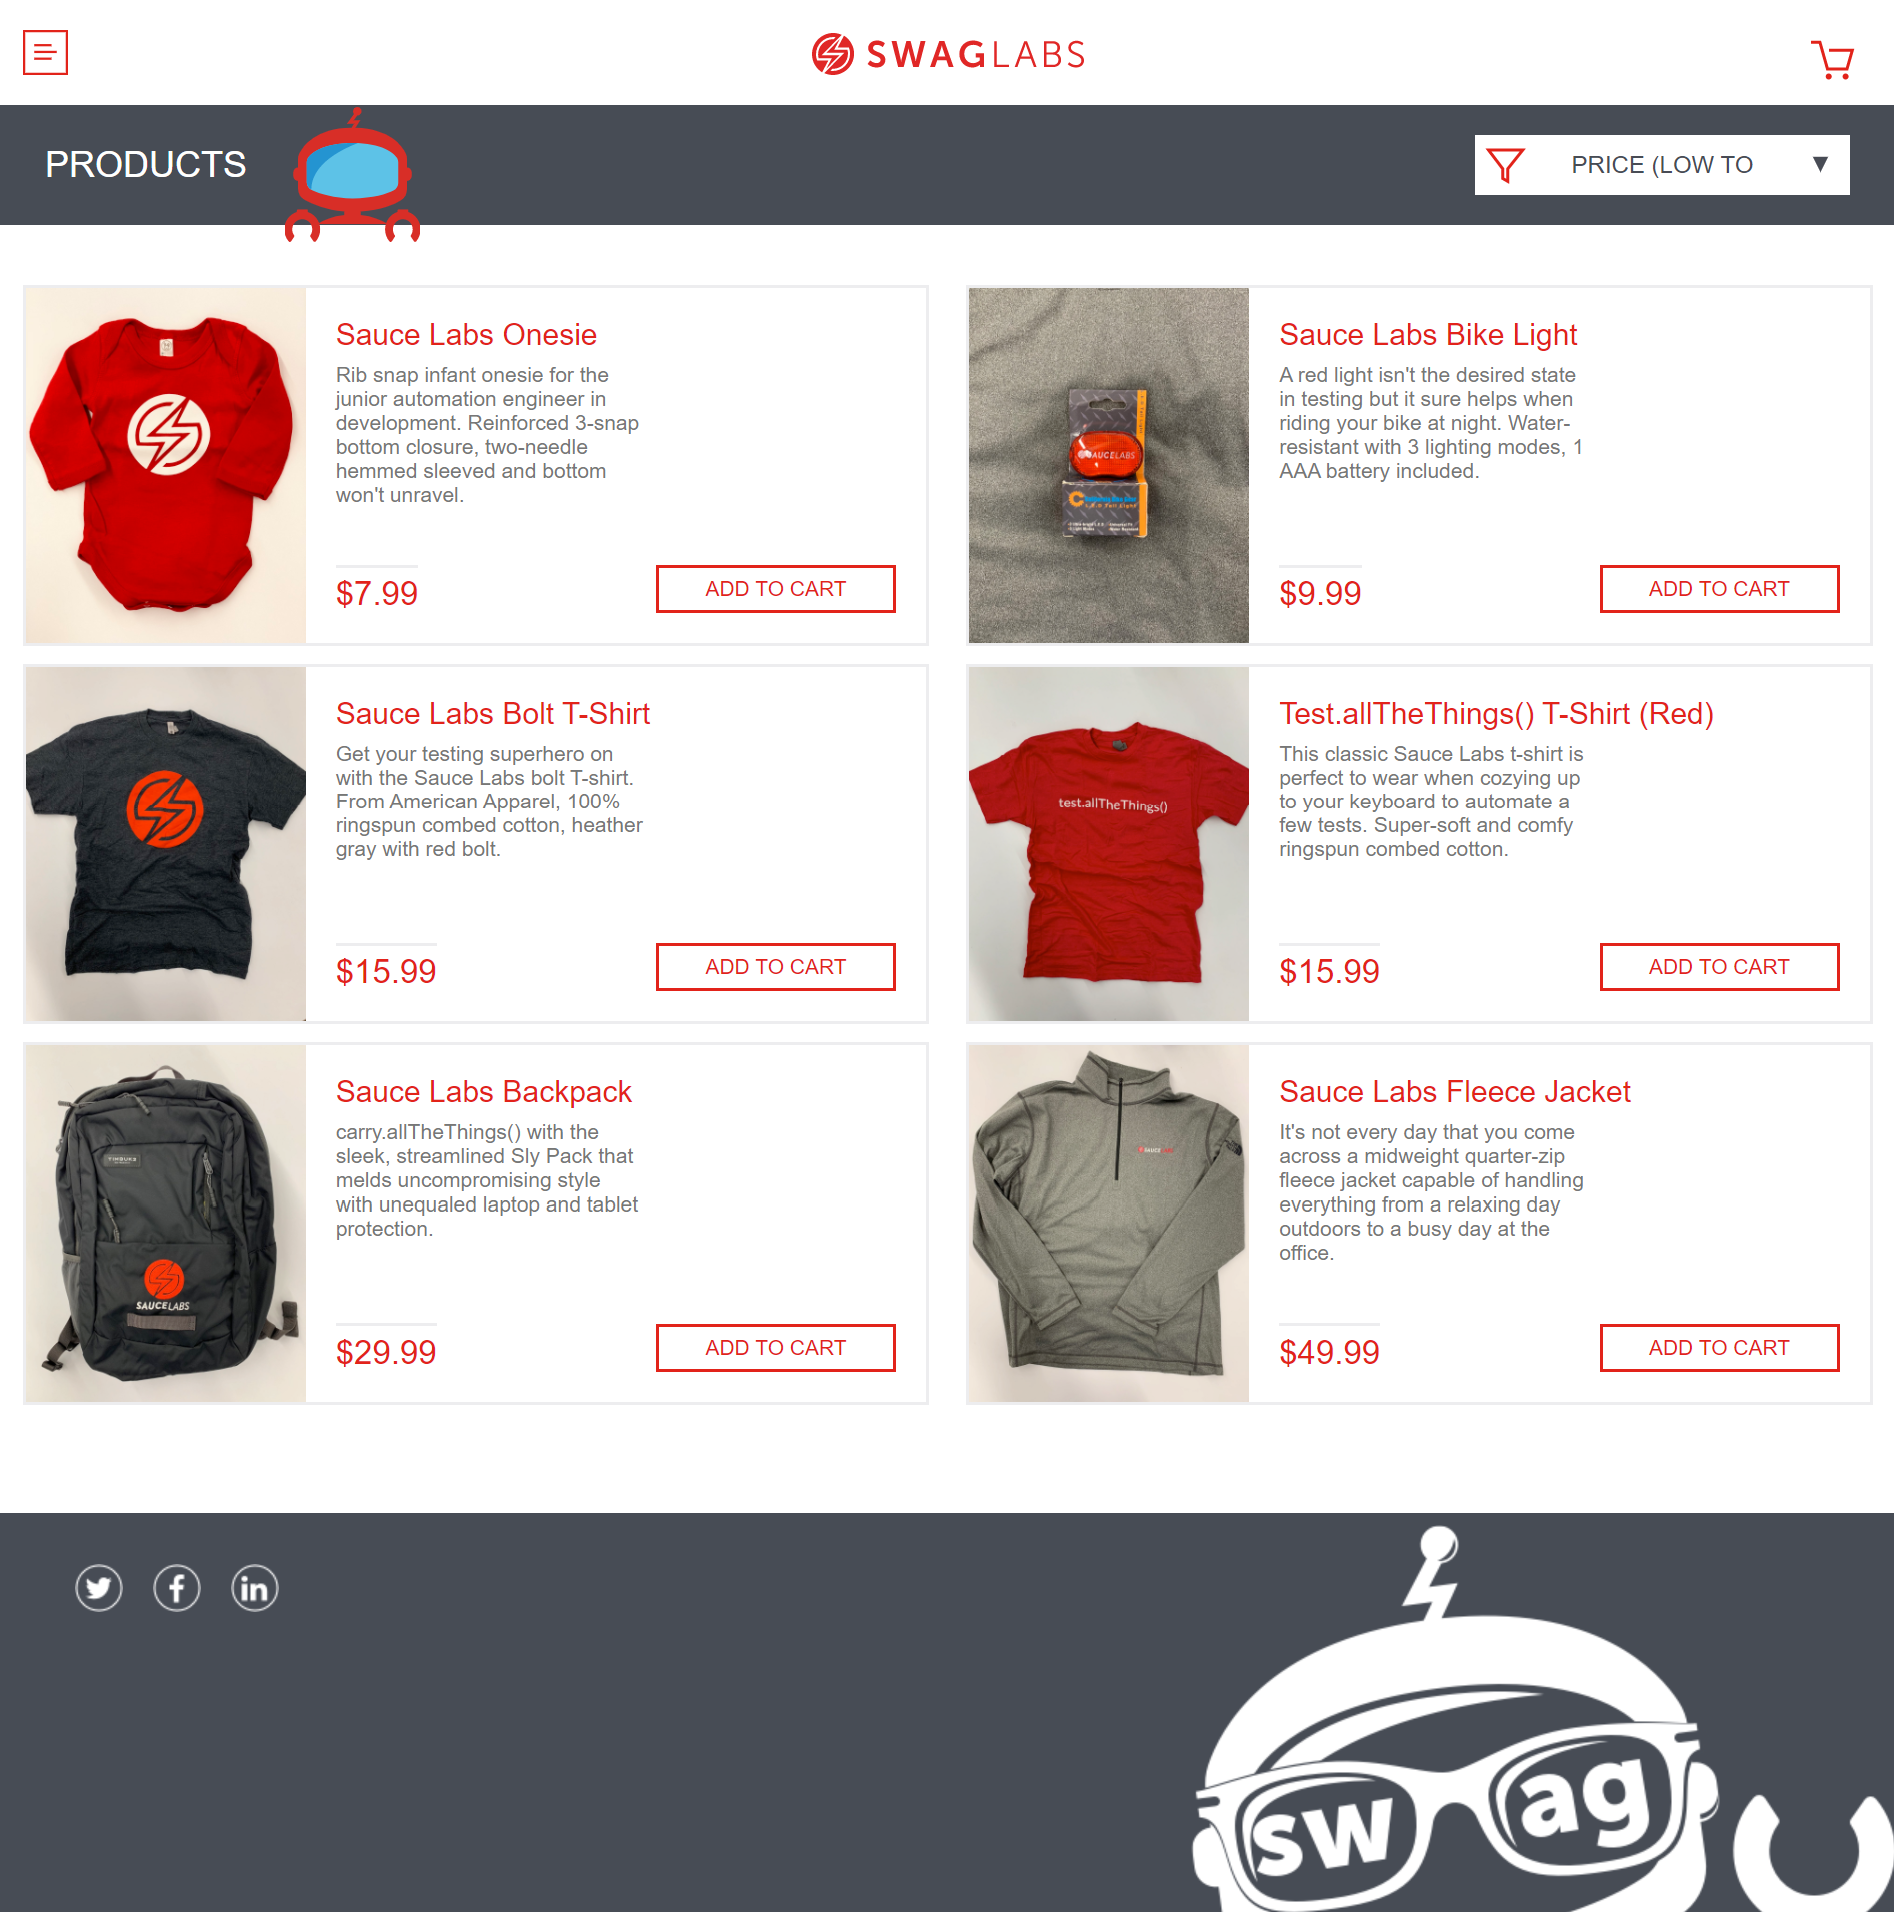 SWAGLABS
PRODUCTS
PRICE (LOW TO
Sauce Labs Onesie
Rib snap infant onesie for the
junior automation engineer in
development. Reinforced 3-snap
bottom closure, two-needle
hemmed sleeved and bottom
won't unravel.
$7.99
ADD TO CART
SAUCELABS
Sauce Labs Bike Light
A red light isn't the desired state
in testing but it sure helps when
riding your bike at night. Water-
resistant with 3 lighting modes, 1
AAA battery included.
$9.99
ADD TO CART
Sauce Labs Bolt T-Shirt
Get your testing superhero on
with the Sauce Labs bolt T-shirt.
From American Apparel, 100%
ringspun combed cotton, heather
gray with red bolt.
$15.99
ADD TO CART
test.allTheThings()
Test.allTheThings() T-Shirt (Red)
This classic Sauce Labs t-shirt is
perfect to wear when cozying up
to your keyboard to automate a
few tests. Super-soft and comfy
ringspun combed cotton.
$15.99
ADD TO CART
TIMBUK2
SAUCELABS
Sauce Labs Backpack
carry.allTheThings() with the
sleek, streamlined Sly Pack that
melds uncompromising style
with unequaled laptop and tablet
protection.
$29.99
ADD TO CART
SAUCELABS
Sauce Labs Fleece Jacket
It's not every day that you come
across a midweight quarter-zip
fleece jacket capable of handling
everything from a relaxing day
outdoors to a busy day at the
office.
$49.99
ADD TO CART
sw ag